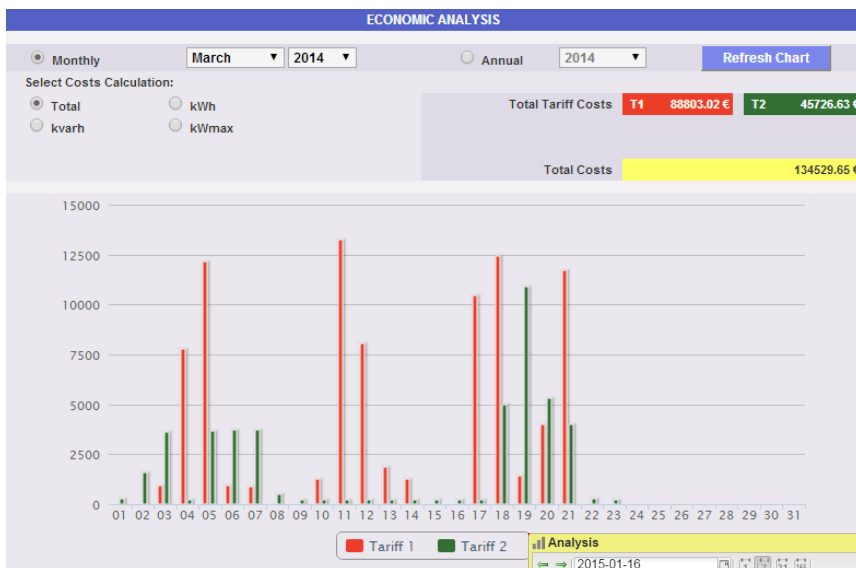 ECONOMIC ANALYSIS
Monthly March 2014 Annual 2014 Refresh Chart
Select Costs Calculation:
Total kWh
kvarh kWmax
Total Tariff Costs T1 88803.02 € T2 45726.63 €
Total Costs 134529.65 €
15000
12500
10000
7500
5000
2500
0
01 02 03 04 05 06 07 08 09 10 11 12 13 14 15 16 17 18 19 20 21 22 23 24 25 26 27 28 29 30 31
Tariff 1 Tariff 2
Analysis
2015-01-16